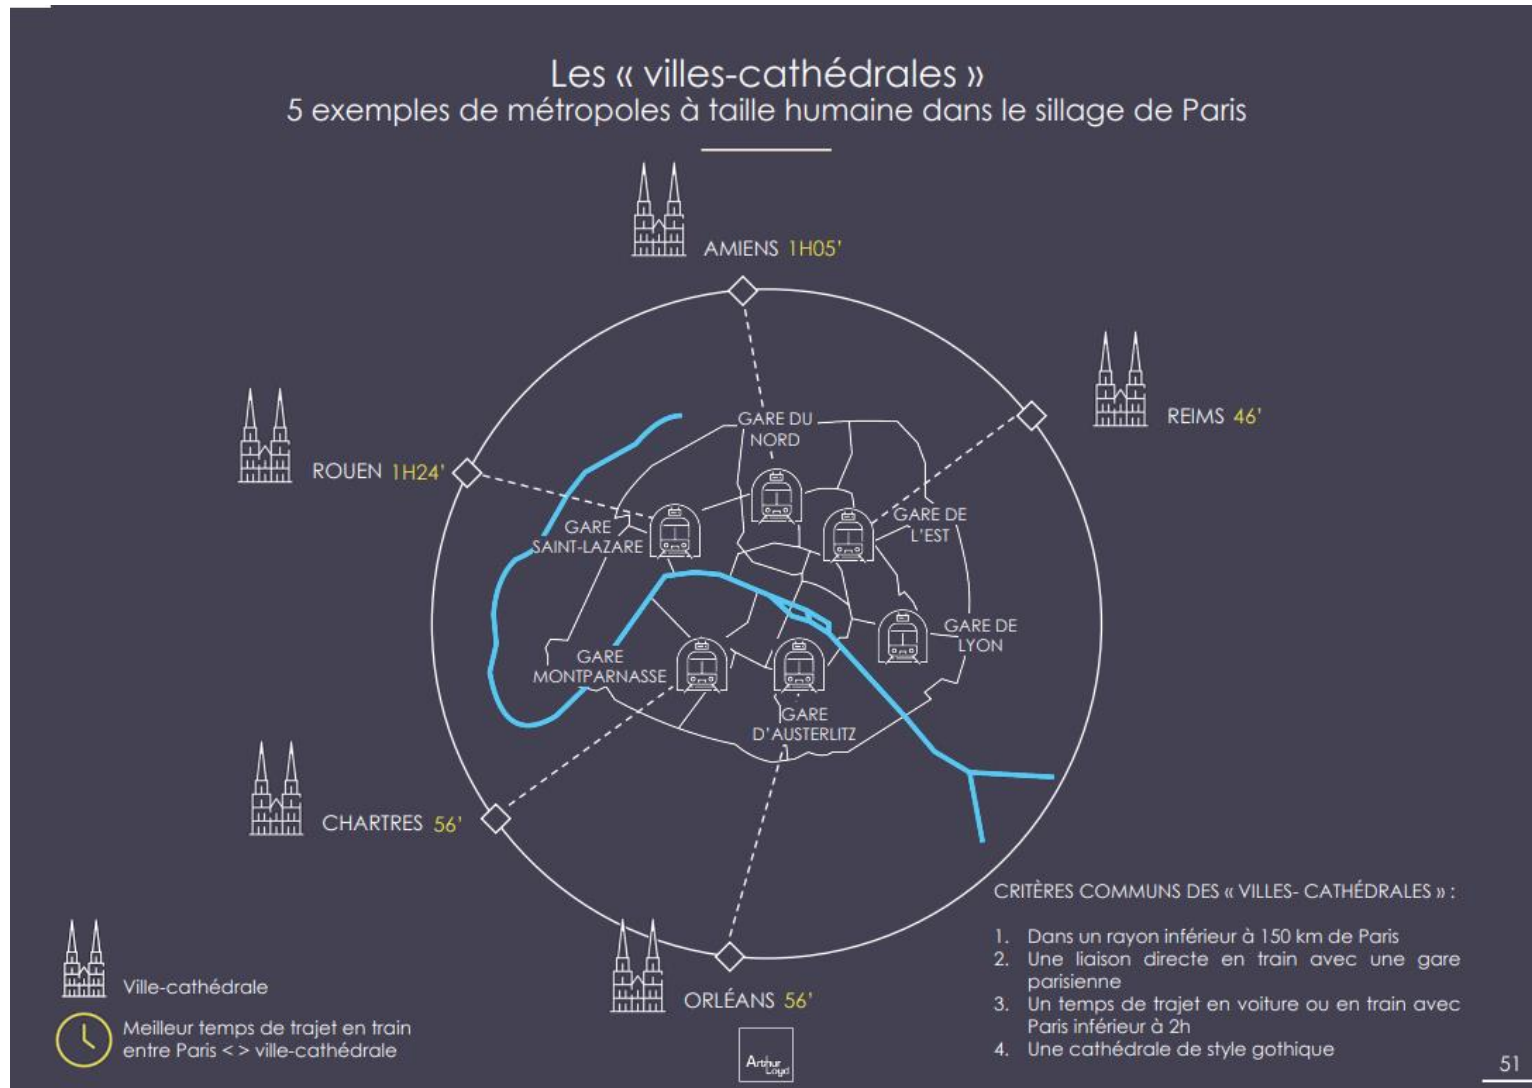 Les « villes-cathédrales »
5 exemples de métropoles à taille humaine dans le sillage de Paris
AMIENS 1H05'
REIMS 46'
GARE DU
NORD
ROUEN 1H24'
GARE DE
L'EST
GARE
SAINT-LAZARE
GARE DE
LYON
GARE
MONTPARNASSE
GARE
D'AUSTERLITZ
CHARTRES 56'
ORLÉANS 56'
Ville-cathédrale
Meilleur temps de trajet en train
entre Paris < > ville-cathédrale
CRITÈRES COMMUNS DES « VILLES- CATHÉDRALES » :
1. Dans un rayon inférieur à 150 km de Paris
2. Une liaison directe en train avec une gare
parisienne
3. Un temps de trajet en voiture ou en train avec
Paris inférieur à 2h
4. Une cathédrale de style gothique
Arthur
Loyd
51